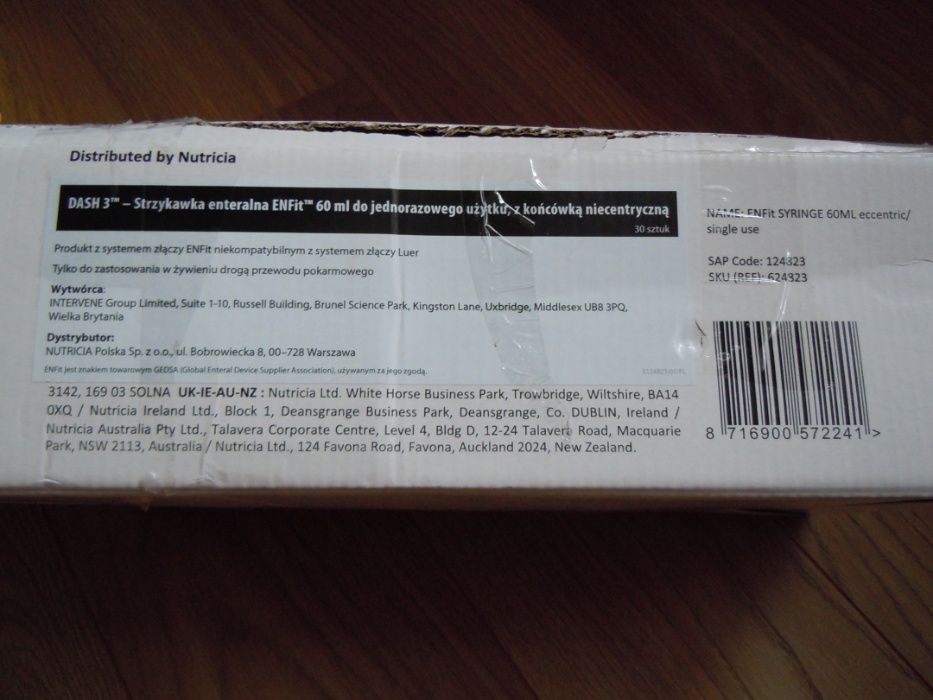 Distributed by Nutricia
DASH 3™ – Strzykawka enteralna ENFit™ 60 ml do jednorazowego użytku, z końcówką niecentryczną
30 sztuk
Produkt z systemem złączy ENFit niekompatybilnym z systemem złączy Luer
Tylko do zastosowania w żywieniu drogą przewodu pokarmowego
Wytwórca:
INTERVENE Group Limited, Suite 1-10, Russell Building, Brunel Science Park, Kingston Lane, Uxbridge, Middlesex UB8 3PQ,
Wielka Brytania
Dystrybutor:
NUTRICIA Polska Sp. z o.o., ul. Bobrowiecka 8, 00–728 Warszawa
ENFit jest znakiem towarowym GEDSA (Global Enteral Device Supplier Association), używanym za jego zgodą.
3142, 169 03 SOLNA UK-IE-AU-NZ : Nutricia Ltd. White Horse Business Park, Trowbridge, Wiltshire, BA14
0XQ / Nutricia Ireland Ltd., Block 1, Deansgrange Business Park, Deansgrange, Co. DUBLIN, Ireland /
Nutricia Australia Pty Ltd., Talavera Corporate Centre, Level 4, Bldg D, 12-24 Talavera Road, Macquarie
Park, NSW 2113, Australia / Nutricia Ltd., 124 Favona Road, Favona, Auckland 2024, New Zealand.
NAME: ENFit SYRINGE 60ML eccentric/
single use
SAP Code: 124323
SKU (REF): 624323
8 716900 572241 >